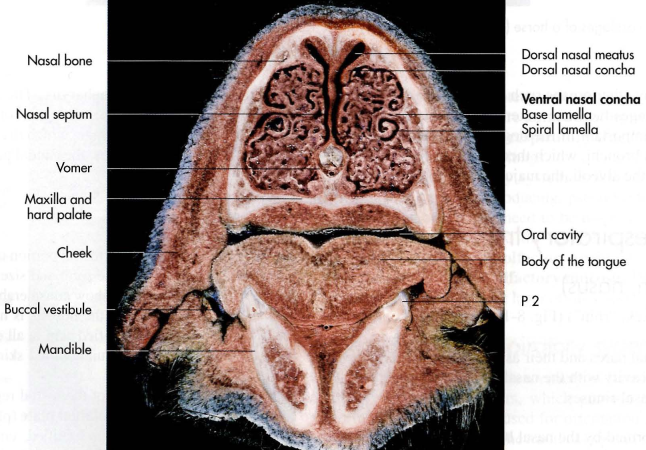 Nasal bone
Nasal septum
Vomer
Maxilla and
hard palate
Cheek
Buccal vestibule
Mandible
Dorsal nasal meatus
Dorsal nasal concha
Ventral nasal concha
Base lamella
Spiral lamella
Oral cavity
Body of the tongue
P 2